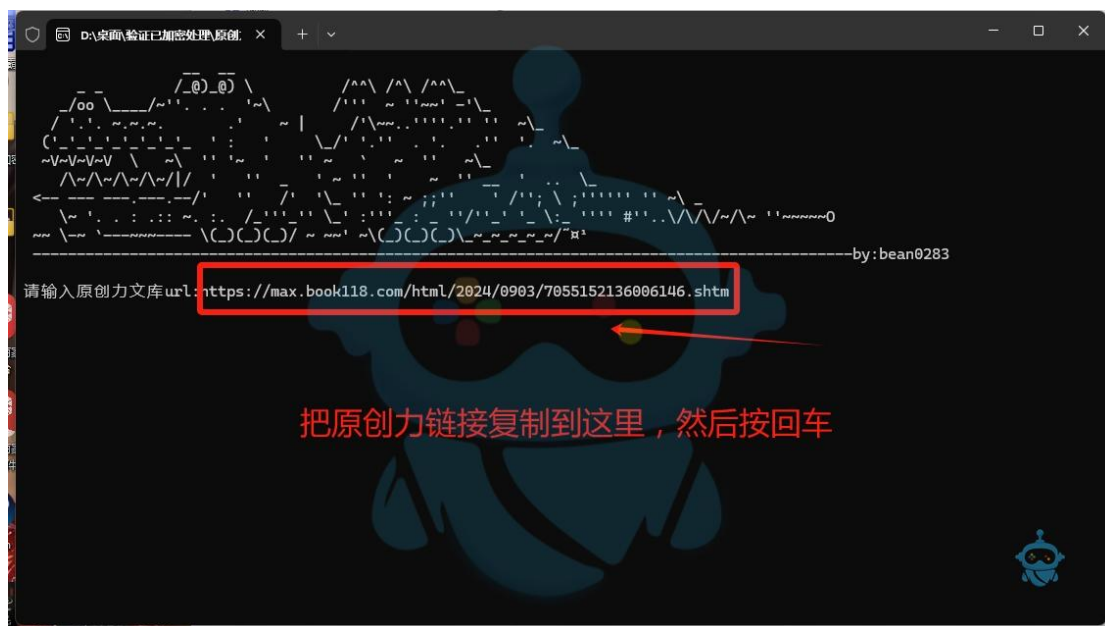 D:\桌面\验证已加密处理\原创
by:bean0283
请输入原创力文库url:https://max.book118.com/html/2024/0903/7055152136006146.shtm
把原创力链接复制到这里，然后按回车